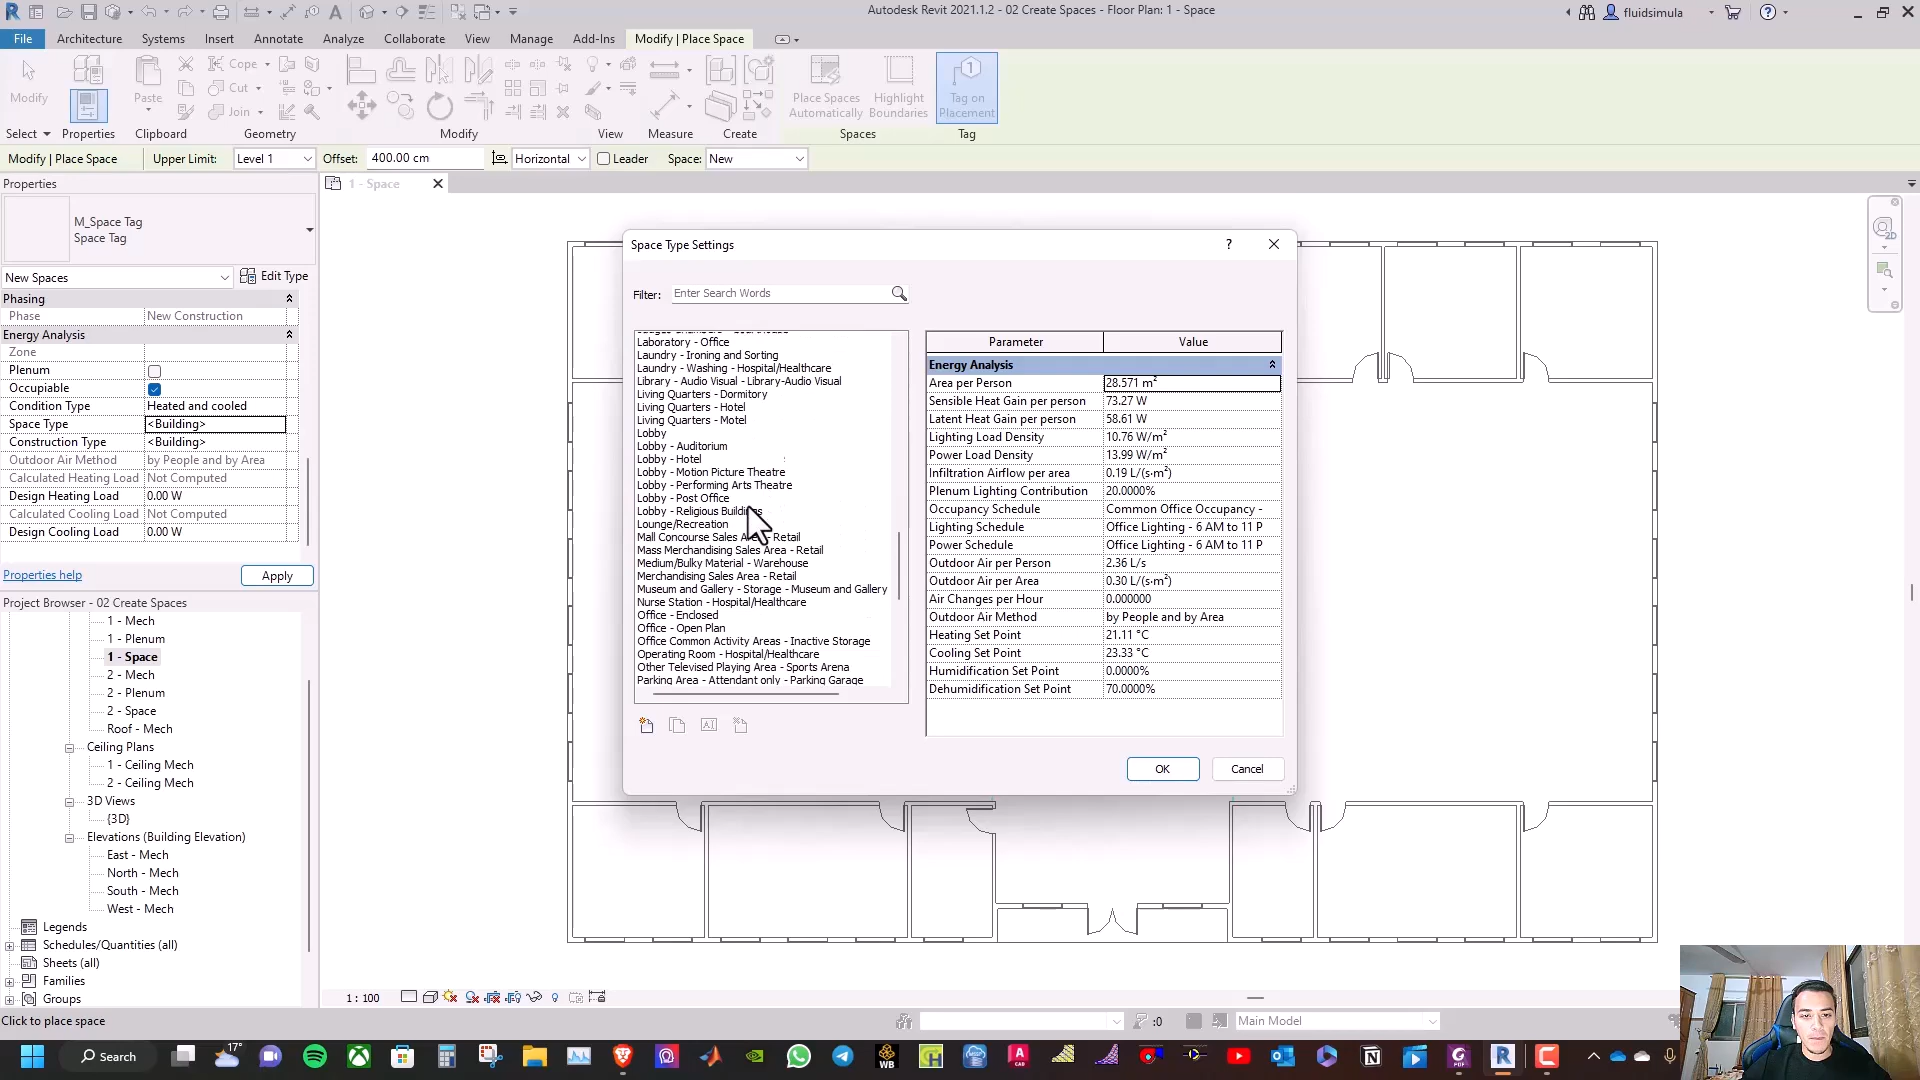 Autodesk Revit 2021.1.2 - 02 Create Spaces - Floor Plan: 1 - Space
fluidsimula
File Architecture Systems Insert Annotate Analyze Collaborate View Manage Add-Ins Modify | Place Space
Modify
Paste
Cope
Cut
Join
Place Spaces Automatically
Highlight Boundaries
Tag on Placement
Select Properties Clipboard Geometry Modify View Measure Create Spaces Tag
Modify | Place Space Upper Limit: Level 1 Offset: 400.00 cm Horizontal Leader Space: New
Properties
1 - Space
M_Space Tag
Space Tag
New Spaces Edit Type
Phasing
Phase New Construction
Energy Analysis
Zone
Plenum
Occupiable
Condition Type Heated and cooled
Space Type <Building>
Construction Type <Building>
Outdoor Air Method by People and by Area
Calculated Heating Load Not Computed
Design Heating Load 0.00 W
Calculated Cooling Load Not Computed
Design Cooling Load 0.00 W
Properties help Apply
Project Browser - 02 Create Spaces
1 - Mech
1 - Plenum
1 - Space
2 - Mech
2 - Plenum
2 - Space
Roof - Mech
Ceiling Plans
1 - Ceiling Mech
2 - Ceiling Mech
3D Views
{3D}
Elevations (Building Elevation)
East - Mech
North - Mech
South - Mech
West - Mech
Legends
Schedules/Quantities (all)
Sheets (all)
Families
Groups
Space Type Settings
Filter: Enter Search Words
Laboratory - Office
Laundry - Ironing and Sorting
Laundry - Washing - Hospital/Healthcare
Library - Audio Visual - Library-Audio Visual
Living Quarters - Dormitory
Living Quarters - Hotel
Living Quarters - Motel
Lobby
Lobby - Auditorium
Lobby - Hotel
Lobby - Motion Picture Theatre
Lobby - Performing Arts Theatre
Lobby - Post Office
Lobby - Religious Buildings
Lounge/Recreation
Mall Concourse Sales Area - Retail
Mass Merchandising Sales Area - Retail
Medium/Bulky Material - Warehouse
Merchandising Sales Area - Retail
Museum and Gallery - Storage - Museum and Gallery
Nurse Station - Hospital/Healthcare
Office - Enclosed
Office - Open Plan
Office Common Activity Areas - Inactive Storage
Operating Room - Hospital/Healthcare
Other Televised Playing Area - Sports Arena
Parking Area - Attendant only - Parking Garage
Parameter Value
Energy Analysis
Area per Person 28.571 m²
Sensible Heat Gain per person 73.27 W
Latent Heat Gain per person 58.61 W
Lighting Load Density 10.76 W/m²
Power Load Density 13.99 W/m²
Infiltration Airflow per area 0.19 L/(s·m²)
Plenum Lighting Contribution 20.0000%
Occupancy Schedule Common Office Occupancy -
Lighting Schedule Office Lighting - 6 AM to 11 P
Power Schedule Office Lighting - 6 AM to 11 P
Outdoor Air per Person 2.36 L/s
Outdoor Air per Area 0.30 L/(s·m²)
Air Changes per Hour 0.000000
Outdoor Air Method by People and by Area
Heating Set Point 21.11 °C
Cooling Set Point 23.33 °C
Humidification Set Point 0.0000%
Dehumidification Set Point 70.0000%
OK Cancel
1 : 100
Click to place space
:0 Main Model
Search
17°
WB